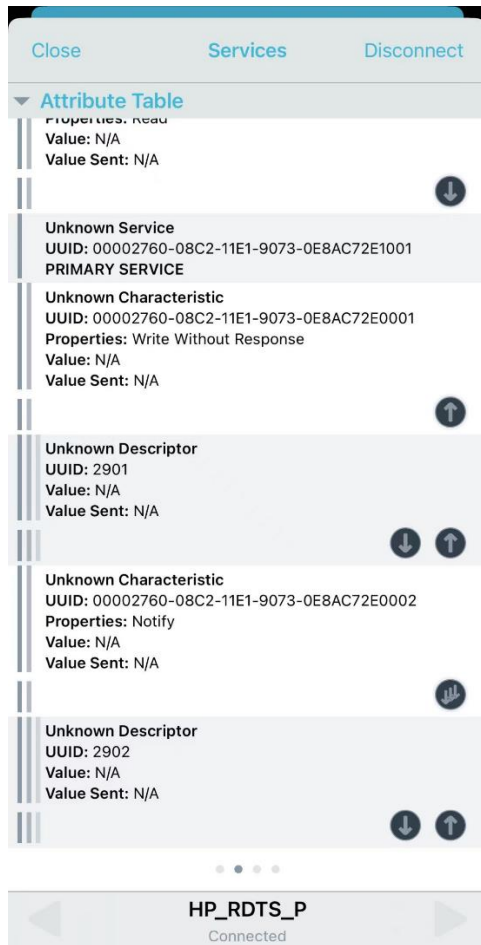 Close Services Disconnect
Attribute Table
Properties: Read
Value: N/A
Value Sent: N/A
Unknown Service
UUID: 00002760-08C2-11E1-9073-0E8AC72E1001
PRIMARY SERVICE
Unknown Characteristic
UUID: 00002760-08C2-11E1-9073-0E8AC72E0001
Properties: Write Without Response
Value: N/A
Value Sent: N/A
Unknown Descriptor
UUID: 2901
Value: N/A
Value Sent: N/A
Unknown Characteristic
UUID: 00002760-08C2-11E1-9073-0E8AC72E0002
Properties: Notify
Value: N/A
Value Sent: N/A
Unknown Descriptor
UUID: 2902
Value: N/A
Value Sent: N/A
HP_RDTS_P
Connected